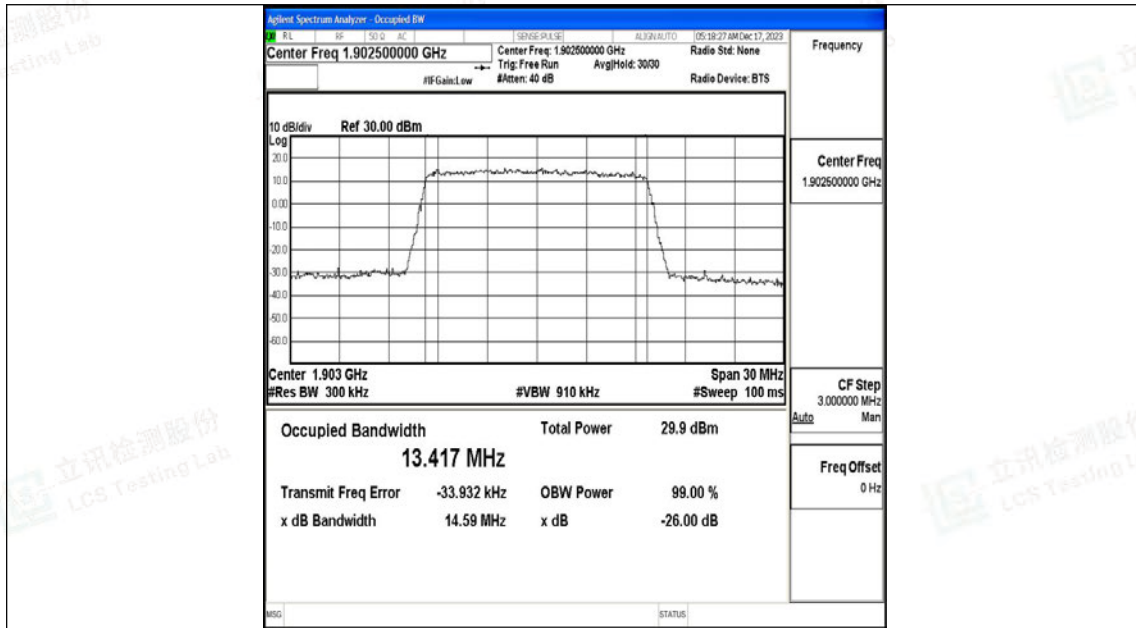 Agilent Spectrum Analyzer - Occupied BW
RL RF 50 Ω AC SENSE:PULSE ALIGNAUTO 05:18:27 AM Dec 17, 2023
Center Freq 1.902500000 GHz
Center Freq: 1.902500000 GHz
Radio Std: None
Trig: Free Run Avg|Hold: 30/30
#IFGain:Low
#Atten: 40 dB
Radio Device: BTS
10 dB/div Ref 30.00 dBm
Log
20.0
10.0
0.00
-10.0
-20.0
-30.0
-40.0
-50.0
-60.0
Center 1.903 GHz
Span 30 MHz
#Res BW 300 kHz
#VBW 910 kHz
#Sweep 100 ms
Occupied Bandwidth
Total Power 29.9 dBm
13.417 MHz
Transmit Freq Error -33.932 kHz
OBW Power 99.00 %
x dB Bandwidth 14.59 MHz
x dB -26.00 dB
MSG
STATUS
Frequency
Center Freq
1.902500000 GHz
CF Step
3.000000 MHz
Auto Man
Freq Offset
0 Hz
立讯检测股份
LCS Testing Lab